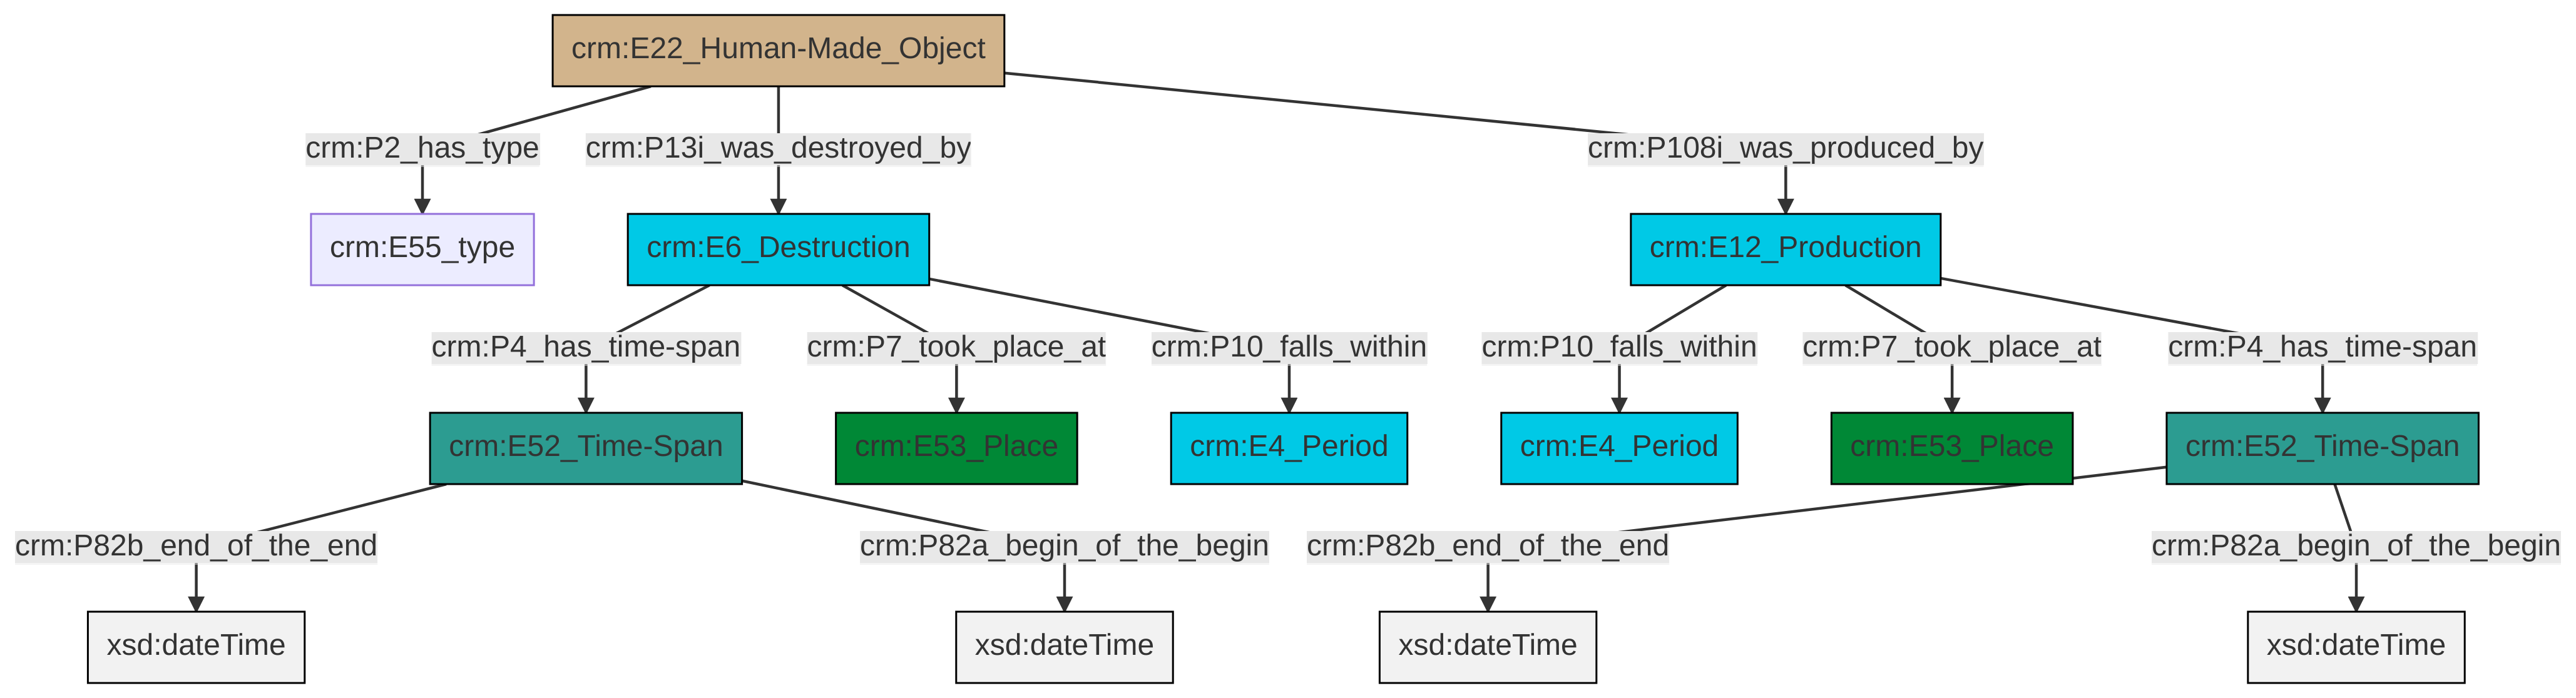 crm:E22_Human-Made_Object
crm:P2_has_type
crm:P13i_was_destroyed_by
crm:P108i_was_produced_by
crm:E55_type
crm:E6_Destruction
crm:E12_Production
crm:P4_has_time-span
crm:P7_took_place_at
crm:P10_falls_within
crm:P10_falls_within
crm:P7_took_place_at
crm:P4_has_time-span
crm:E52_Time-Span
crm:E53_Place
crm:E4_Period
crm:E4_Period
crm:E53_Place
crm:E52_Time-Span
crm:P82b_end_of_the_end
crm:P82a_begin_of_the_begin
crm:P82b_end_of_the_end
crm:P82a_begin_of_the_begin
xsd:dateTime
xsd:dateTime
xsd:dateTime
xsd:dateTime